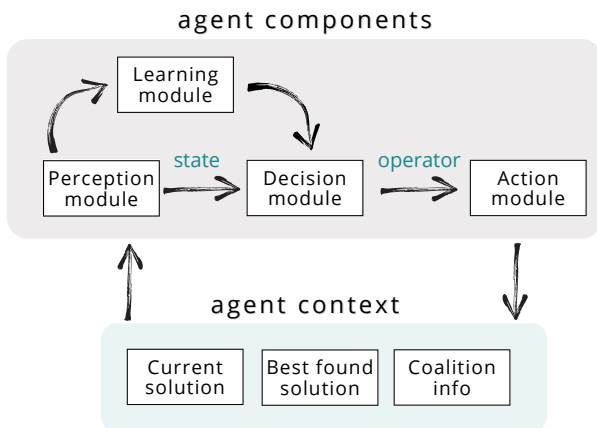 agent components
Learning
module
state
operator
Perception
module
Decision
module
Action
module
agent context
Current
solution
Best found
solution
Coalition
info